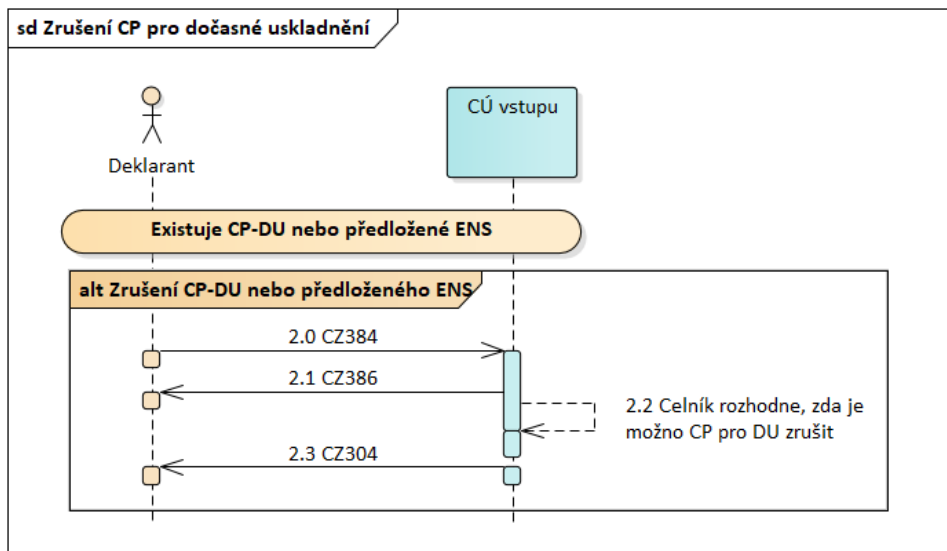 sd Zrušení CP pro dočasné uskladnění
CÚ vstupu
Deklarant
Existuje CP-DU nebo předložené ENS
alt Zrušení CP-DU nebo předloženého ENS
2.0 CZ384
2.1 CZ386
2.2 Celník rozhodne, zda je
možno CP pro DU zrušit
2.3 CZ304